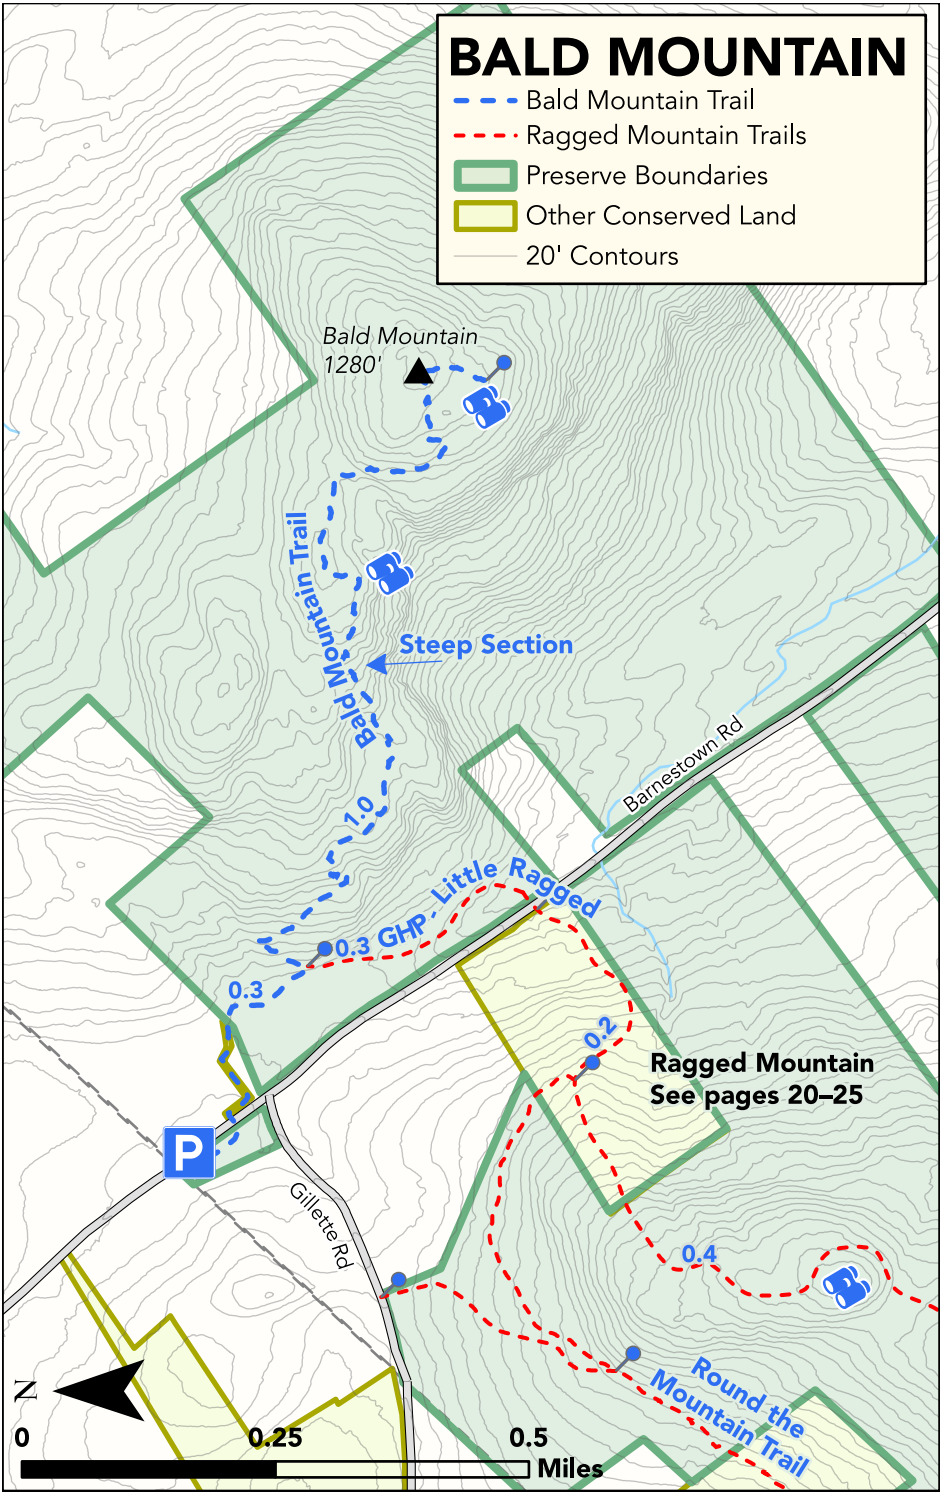 BALD MOUNTAIN
Bald Mountain Trail
Ragged Mountain Trails
Preserve Boundaries
Other Conserved Land
20' Contours
Bald Mountain
1280'
Bald Mountain Trail
Steep Section
Barnestown Rd
1.0
0.3 GHP - Little Ragged
0.3
0.2
Ragged Mountain
See pages 20–25
P
Gillette Rd
0.4
Round the
Mountain Trail
N
0 0.25 0.5
Miles